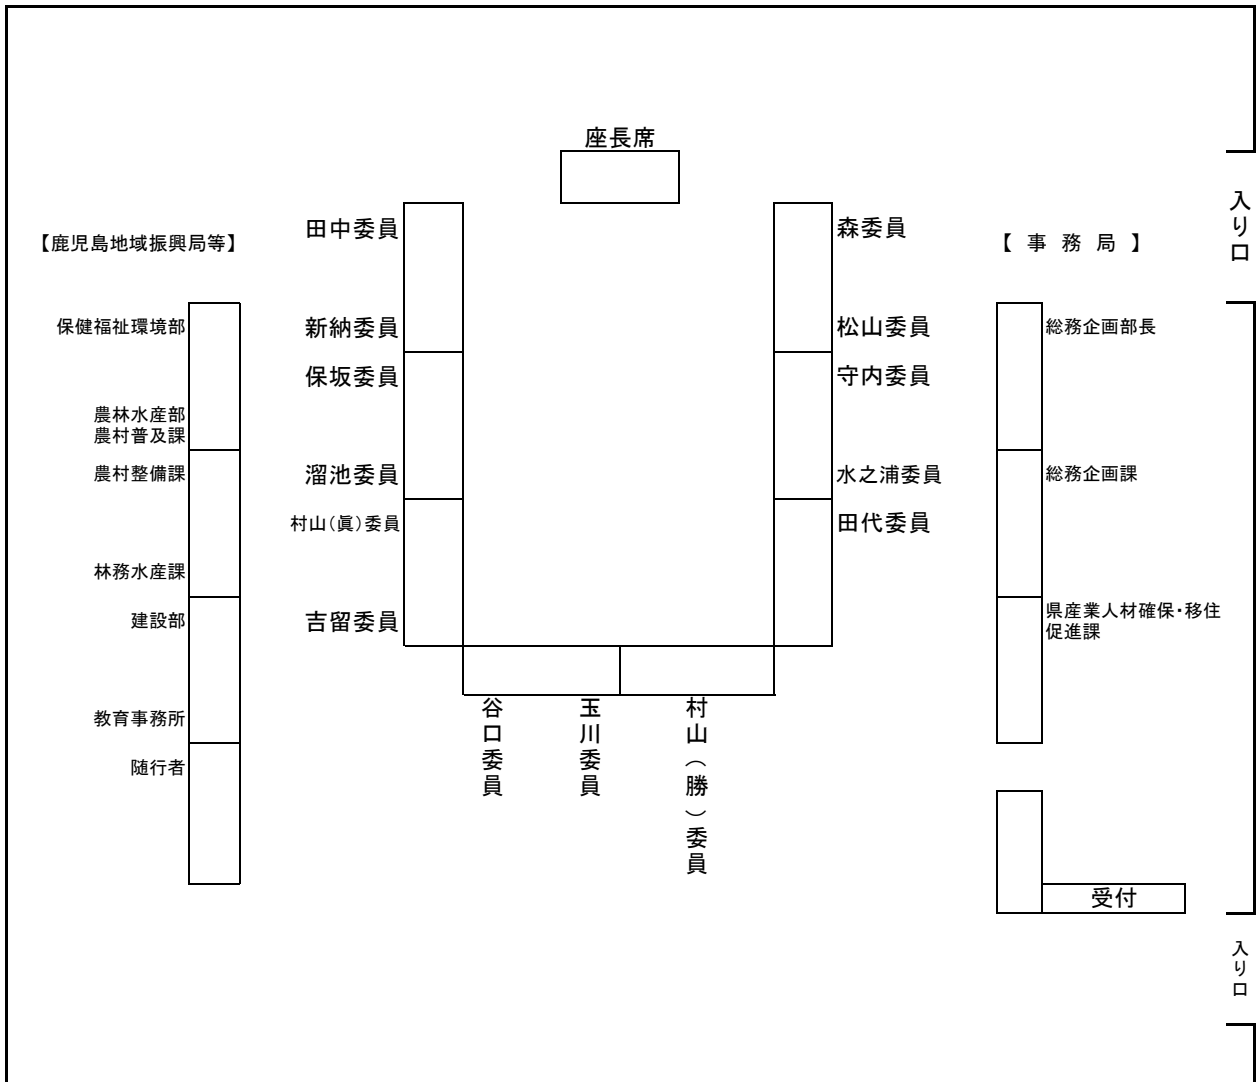 座長席
入り口
田中委員
森委員
【鹿児島地域振興局等】
【 事 務 局 】
保健福祉環境部
新納委員
松山委員
総務企画部長
保坂委員
守内委員
農林水産部
農村普及課
農村整備課
溜池委員
水之浦委員
総務企画課
村山(眞)委員
田代委員
林務水産課
建設部
吉留委員
県産業人材確保・移住
促進課
教育事務所
谷口委員
玉川委員
村山(勝)委員
随行者
受付
入り口